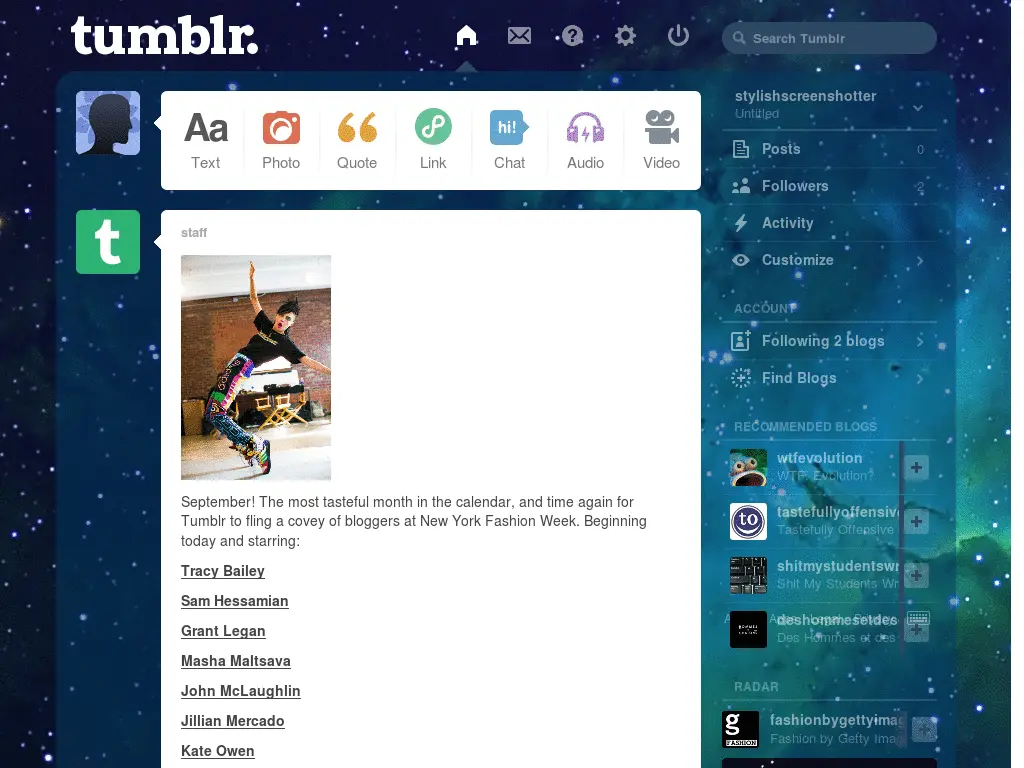 tumblr.
Search Tumblr
Aa
Text
Photo
Quote
Link
hi!
Chat
Audio
Video
t
staff
September! The most tasteful month in the calendar, and time again for
Tumblr to fling a covey of bloggers at New York Fashion Week. Beginning
today and starring:
Tracy Bailey
Sam Hessamian
Grant Legan
Masha Maltsava
John McLaughlin
Jillian Mercado
Kate Owen
stylishscreenshotter
Untitled
Posts 0
Followers 2
Activity
Customize
ACCOUNT
Following 2 blogs
Find Blogs
RECOMMENDED BLOGS
wtfevolution
WTF, Evolution?
to
tastefullyoffensive
Tastefully Offensive
shitmystudentswr
Shit My Students Wr
deshommesetdes
Des Hommes et des
RADAR
g
FASHION
fashionbygettyimag
Fashion by Getty Imag